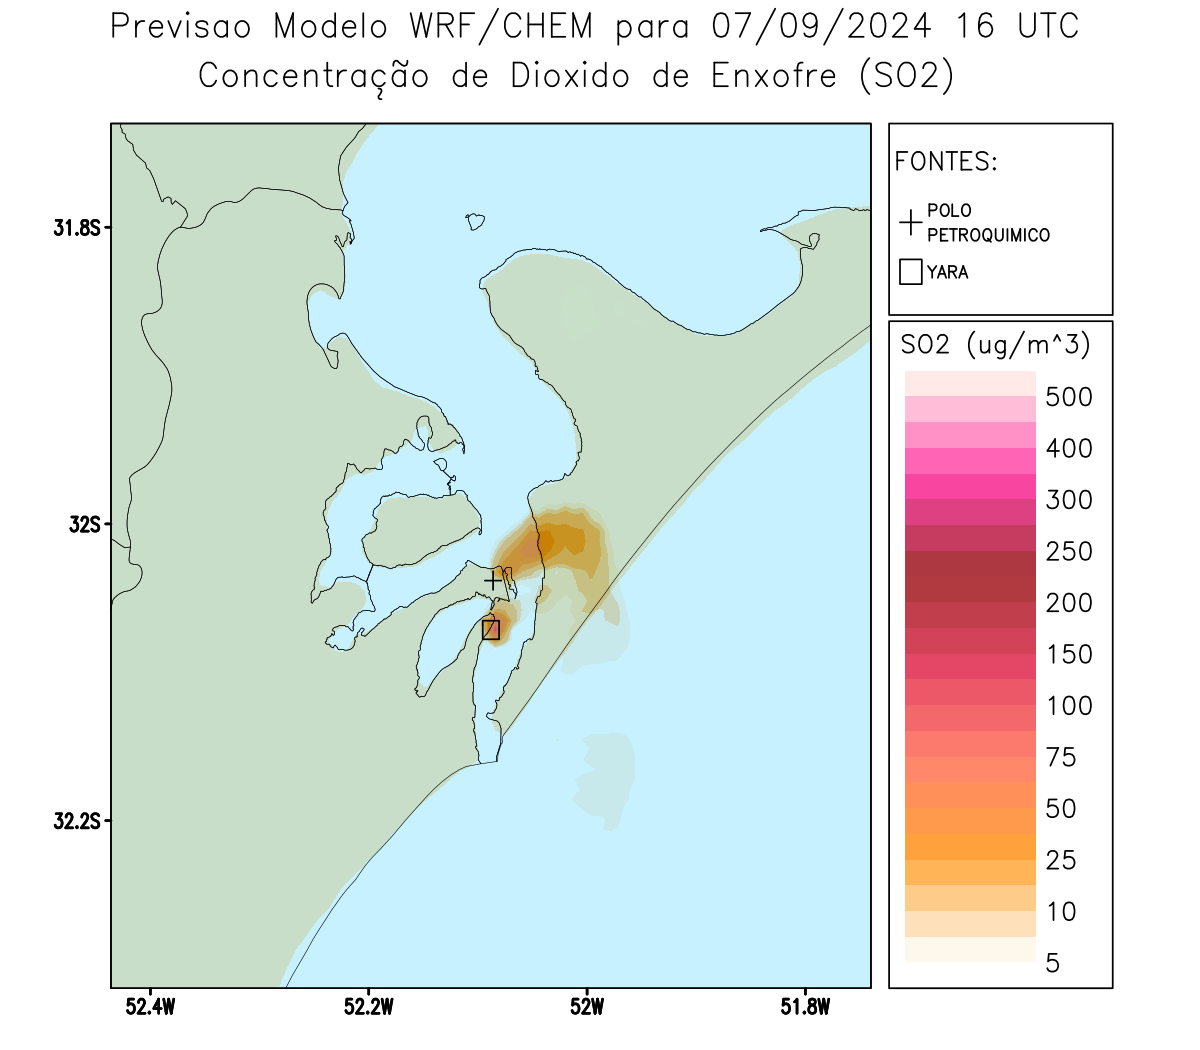 Previsao Modelo WRF/CHEM para 07/09/2024 16 UTC
Concentração de Dioxido de Enxofre (SO2)
FONTES:
POLO
PETROQUIMICO
YARA
31.8S
32S
32.2S
52.4W
52.2W
52W
51.8W
SO2 (ug/m^3)
500
400
300
250
200
150
100
75
50
25
10
5